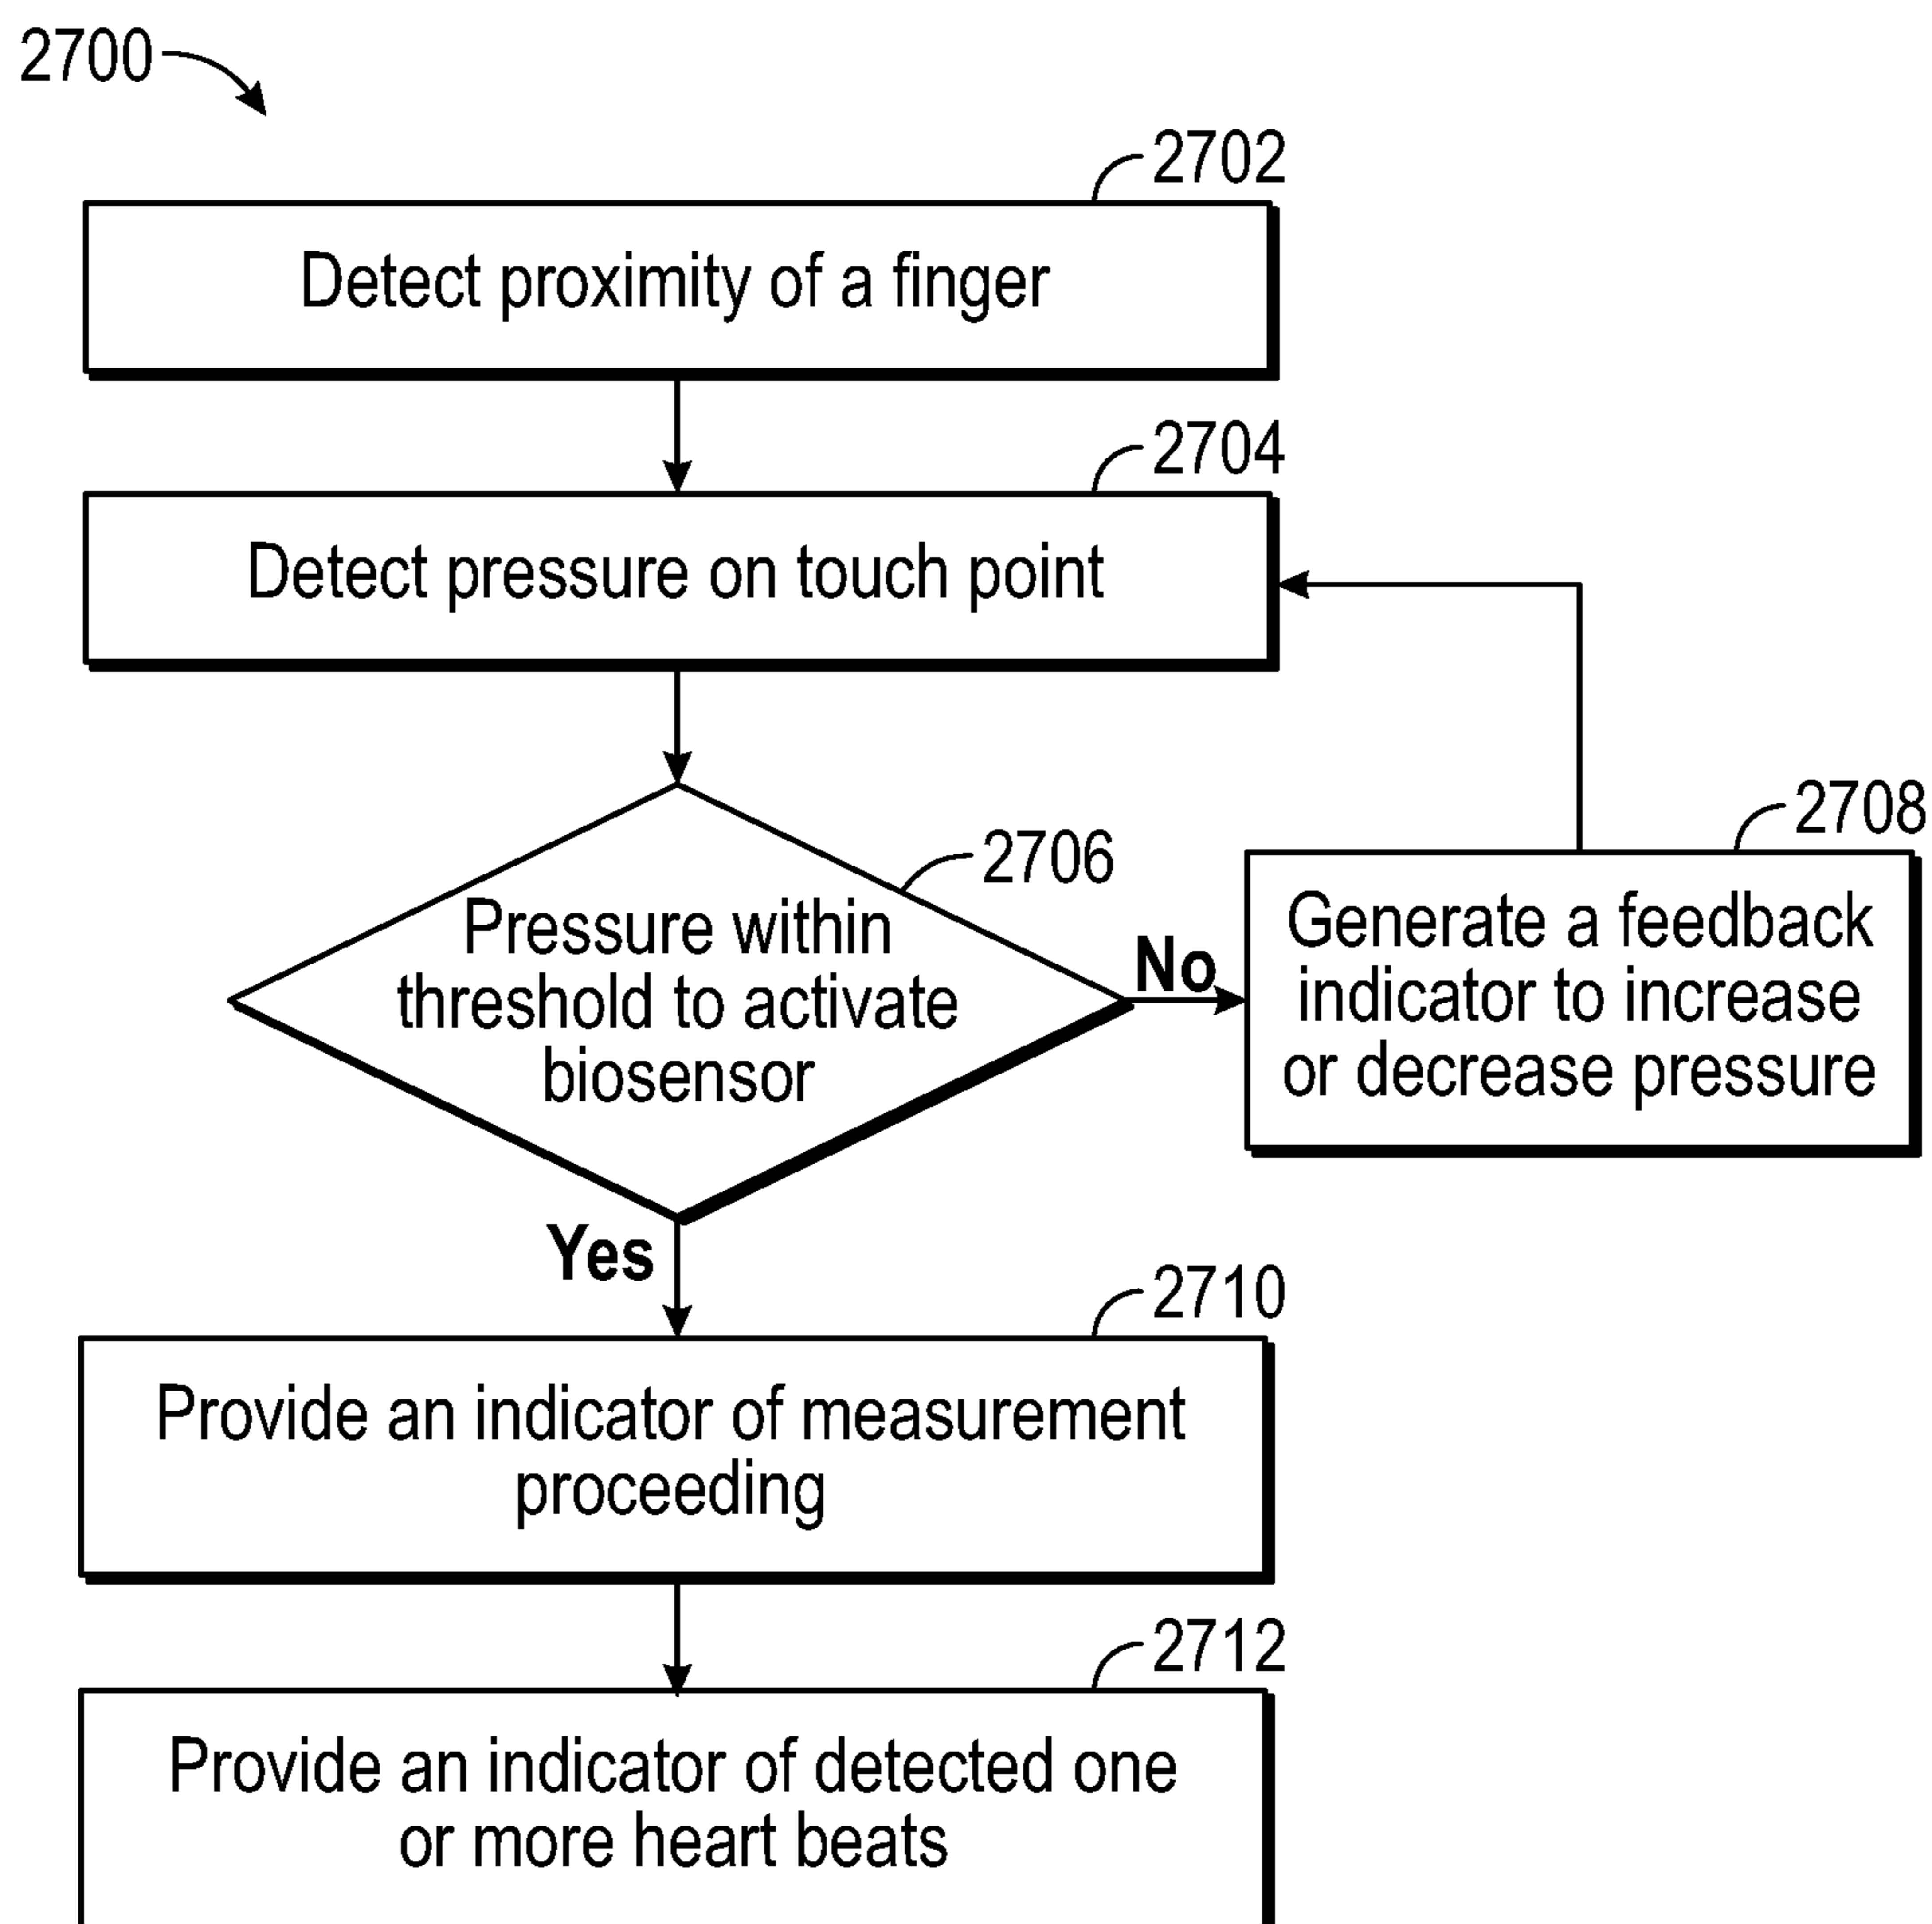 2700
2702
Detect proximity of a finger
2704
Detect pressure on touch point
2706
Pressure within
threshold to activate
biosensor
No
2708
Generate a feedback
indicator to increase
or decrease pressure
Yes
2710
Provide an indicator of measurement
proceeding
2712
Provide an indicator of detected one
or more heart beats